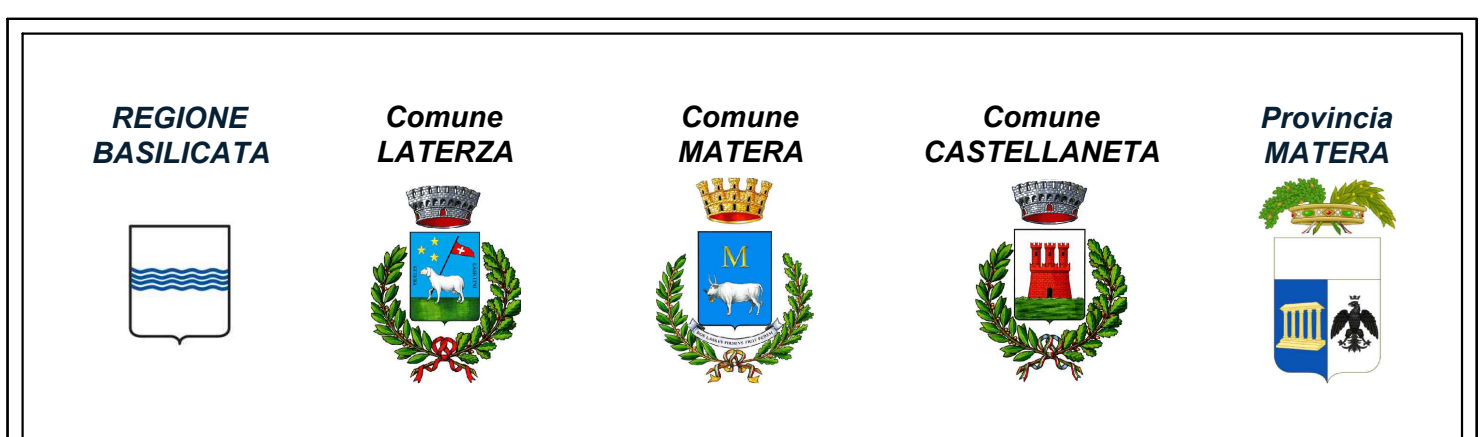 REGIONE
BASILICATA
Comune
LATERZA
Comune
MATERA
Comune
CASTELLANETA
Provincia
MATERA
M